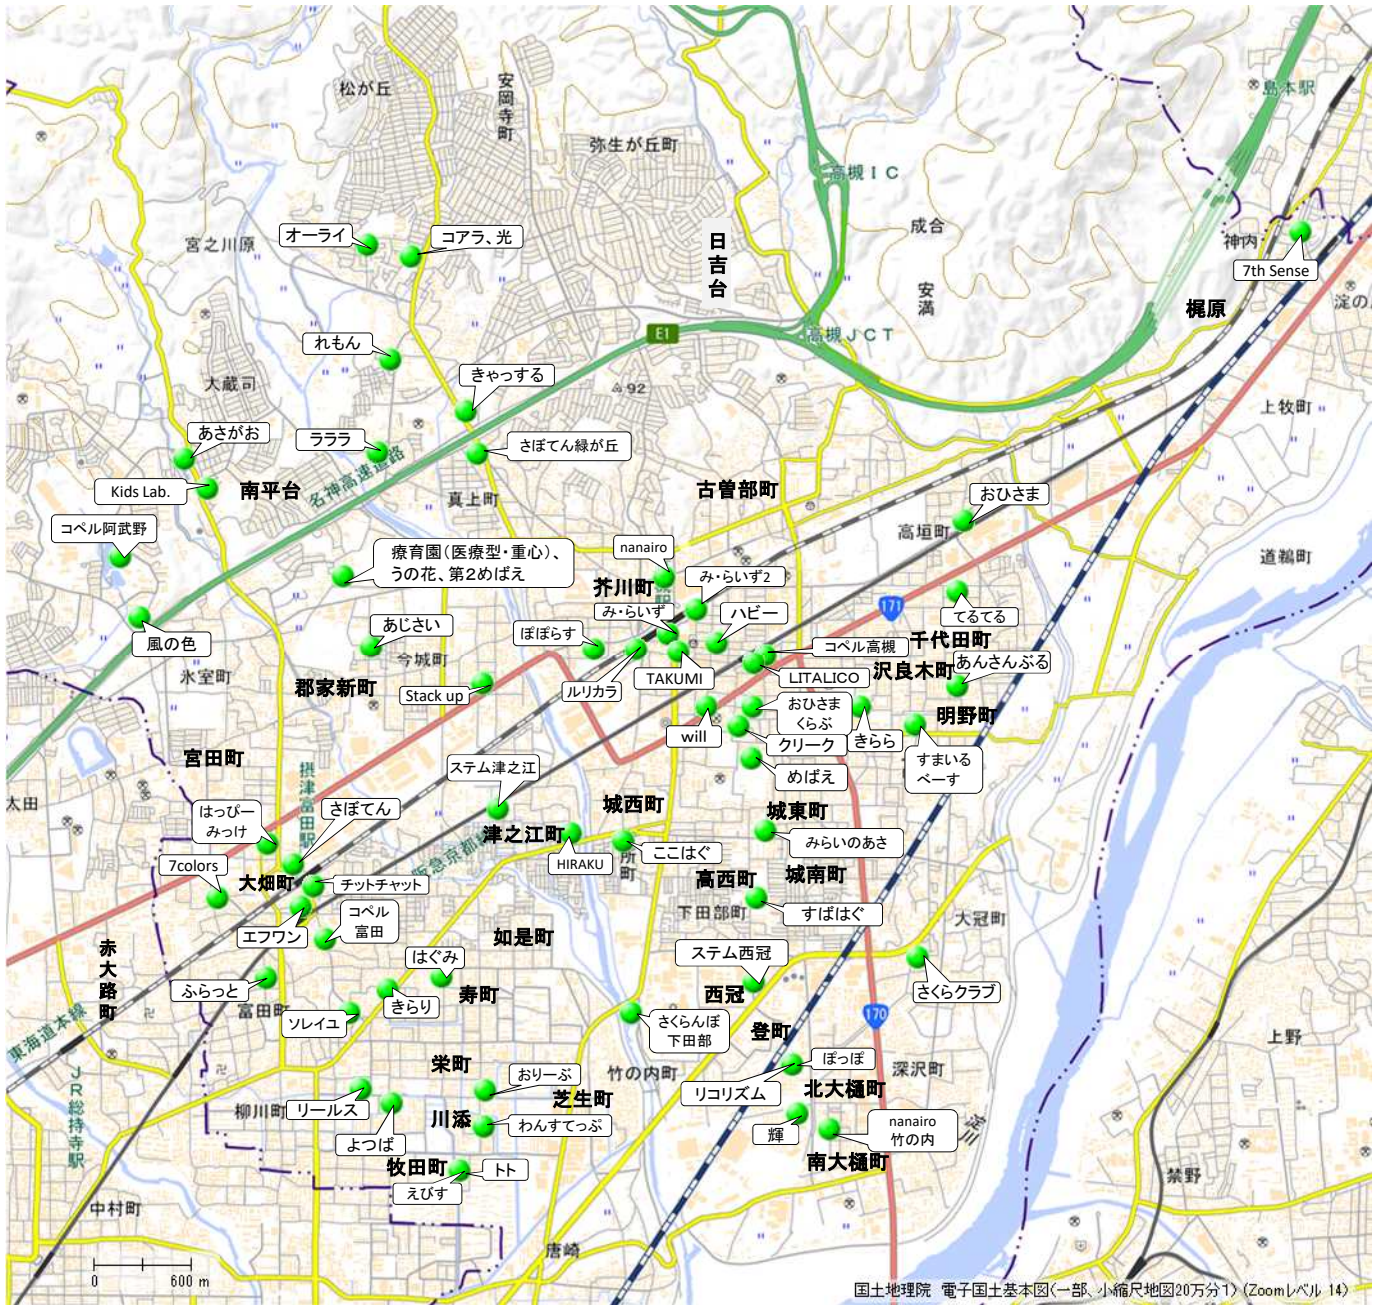 松が丘
安岡寺町
弥生が丘町
島本駅
高槻IC
成合
日吉台
安満
神内
宮之川原
オーライ
コアラ、光
7th Sense
梶原
E1
高槻JCT
れもん
大蔵司
きゃっする
92
上牧町
あさがお
ラララ
さぼてん緑が丘
名神高速道路
Kids Lab.
南平台
真上町
古曽部町
おひさま
高垣町
コペル阿武野
療育園(医療型・重心)、
うの花、第2めばえ
nanairo
芥川町
み・らいず2
道鵜町
171
てるてる
風の色
あじさい
今城町
ぽぽらす
み・らいず
ハビー
千代田町
コペル高槻
沢良木町
あんさんぶる
氷室町
郡家新町
Stack up
ルリカラ
TAKUMI
LITALICO
おひさま
くらぶ
will
クリーク
きらら
明野町
すまいる
べーす
宮田町
ステム津之江
めばえ
太田
摂津富田駅
はっぴー
みっけ
さぼてん
城西町
城東町
津之江町
HIRAKU
ここはぐ
みらいのあさ
7colors
大畑町
チットチャット
高西町
城南町
下田部町
すばはぐ
大冠町
エフワン
コペル
富田
如是町
赤大路町
はぐみ
ステム西冠
さくらクラブ
ふらっと
富田町
きらり
寿町
西冠
ソレイユ
さくらんぼ
下田部
170
登町
上野
東海道本線
JR総持寺駅
栄町
竹の内町
ぽっぽ
深沢町
おりーぶ
リコリズム
北大樋町
柳川町
リールス
芝生町
よつば
川添
わんすてっぷ
輝
nanairo
竹の内
淀川
牧田町
トト
南大樋町
えびす
禁野
中村町
唐崎
0 600 m
国土地理院 電子国土基本図(一部、小縮尺地図20万分1) (Zoomレベル 14)